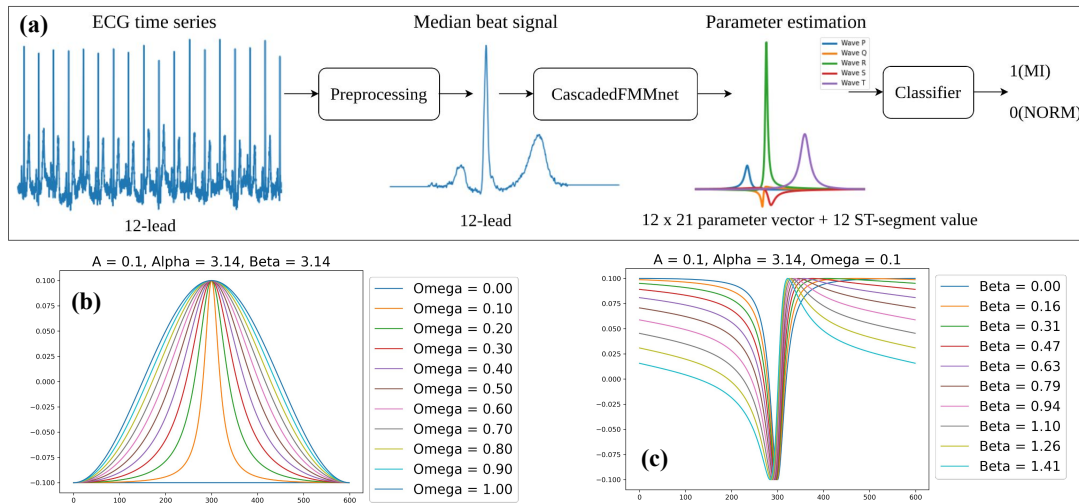 (a)
ECG time series
Median beat signal
Parameter estimation
Wave P
Wave Q
Wave R
Wave S
Wave T
Preprocessing
CascadedFMMnet
Classifier
1(MI)
0(NORM)
12-lead
12-lead
12 x 21 parameter vector + 12 ST-segment value
A = 0.1, Alpha = 3.14, Beta = 3.14
(b)
0.100
0.075
0.050
0.025
0.000
−0.025
−0.050
−0.075
−0.100
0
100
200
300
400
500
600
Omega = 0.00
Omega = 0.10
Omega = 0.20
Omega = 0.30
Omega = 0.40
Omega = 0.50
Omega = 0.60
Omega = 0.70
Omega = 0.80
Omega = 0.90
Omega = 1.00
A = 0.1, Alpha = 3.14, Omega = 0.1
(c)
0.100
0.075
0.050
0.025
0.000
−0.025
−0.050
−0.075
−0.100
0
100
200
300
400
500
600
Beta = 0.00
Beta = 0.16
Beta = 0.31
Beta = 0.47
Beta = 0.63
Beta = 0.79
Beta = 0.94
Beta = 1.10
Beta = 1.26
Beta = 1.41